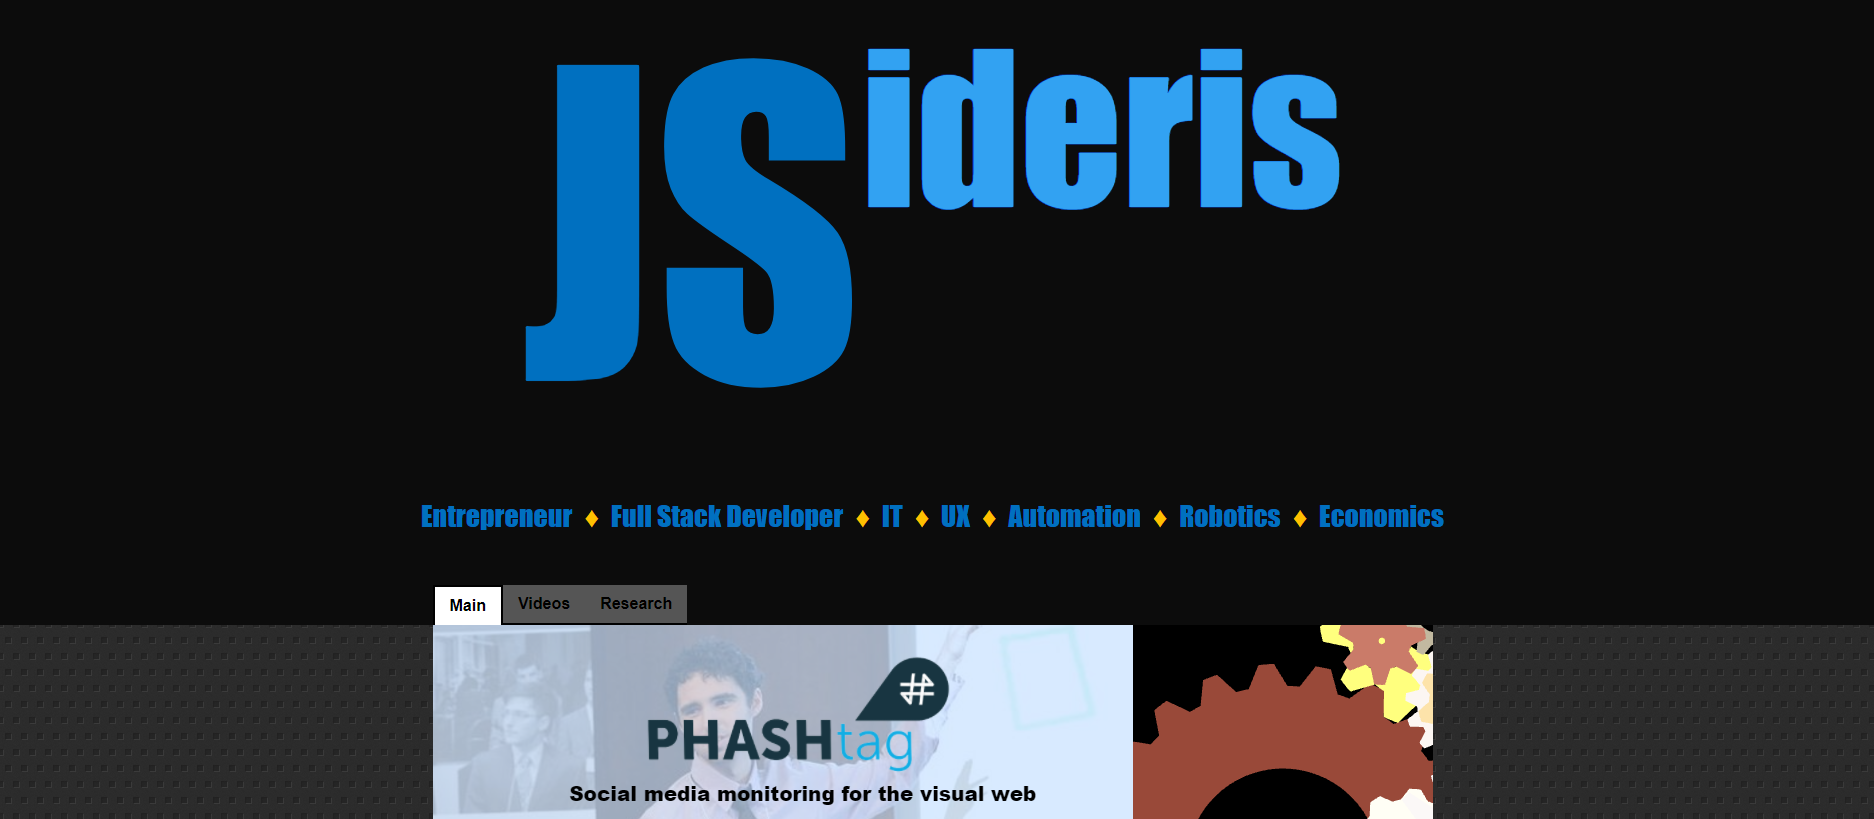 JSideris
Entrepreneur ♦ Full Stack Developer ♦ IT ♦ UX ♦ Automation ♦ Robotics ♦ Economics
Main Videos Research
#
PHASHtag
Social media monitoring for the visual web